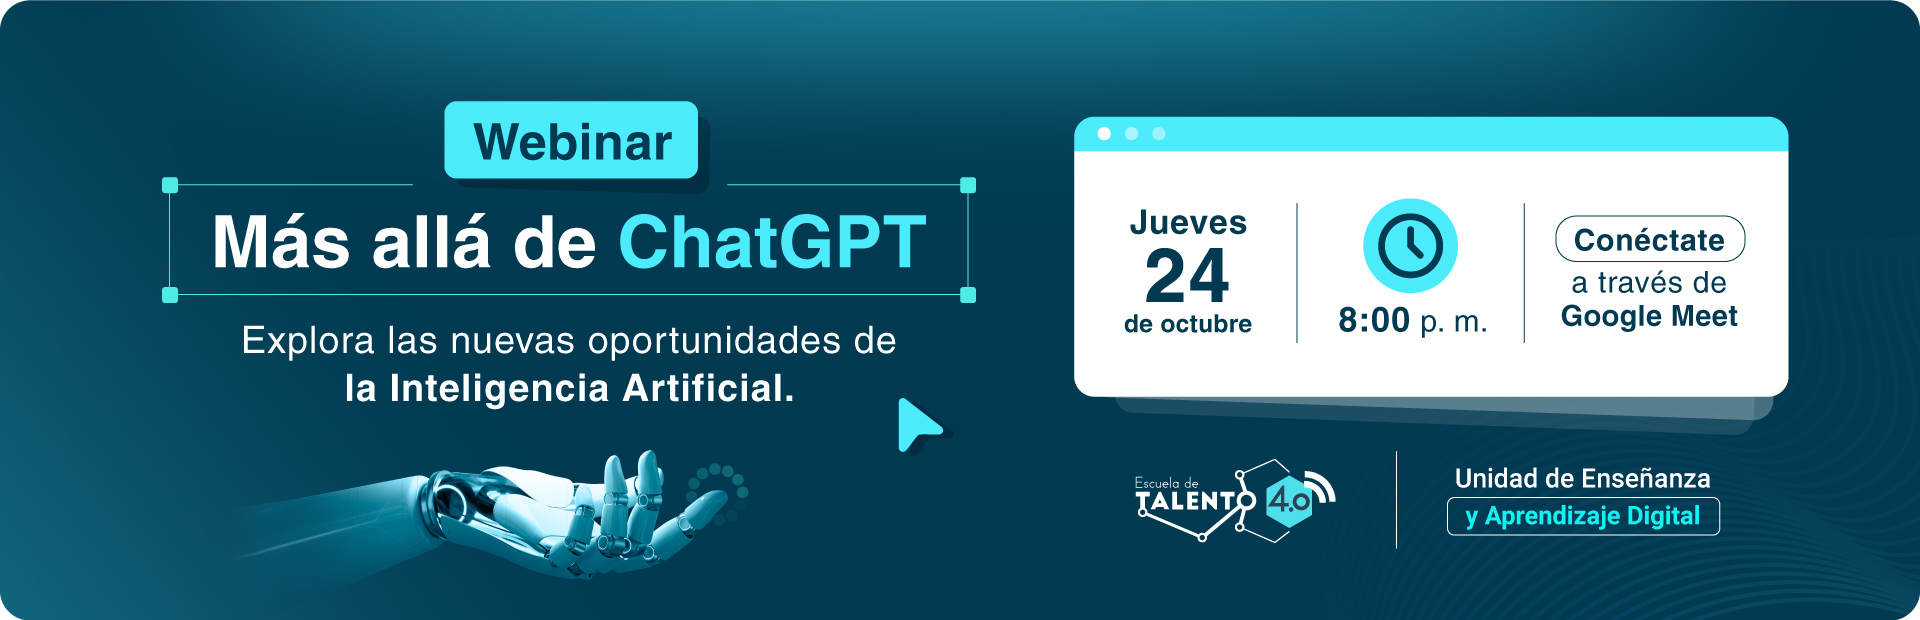 Webinar
Más allá de ChatGPT
Explora las nuevas oportunidades de
la Inteligencia Artificial.
Jueves
24
de octubre
8:00 p. m.
Conéctate
a través de
Google Meet
Escuela de
TALENTO 4.0
Unidad de Enseñanza
y Aprendizaje Digital